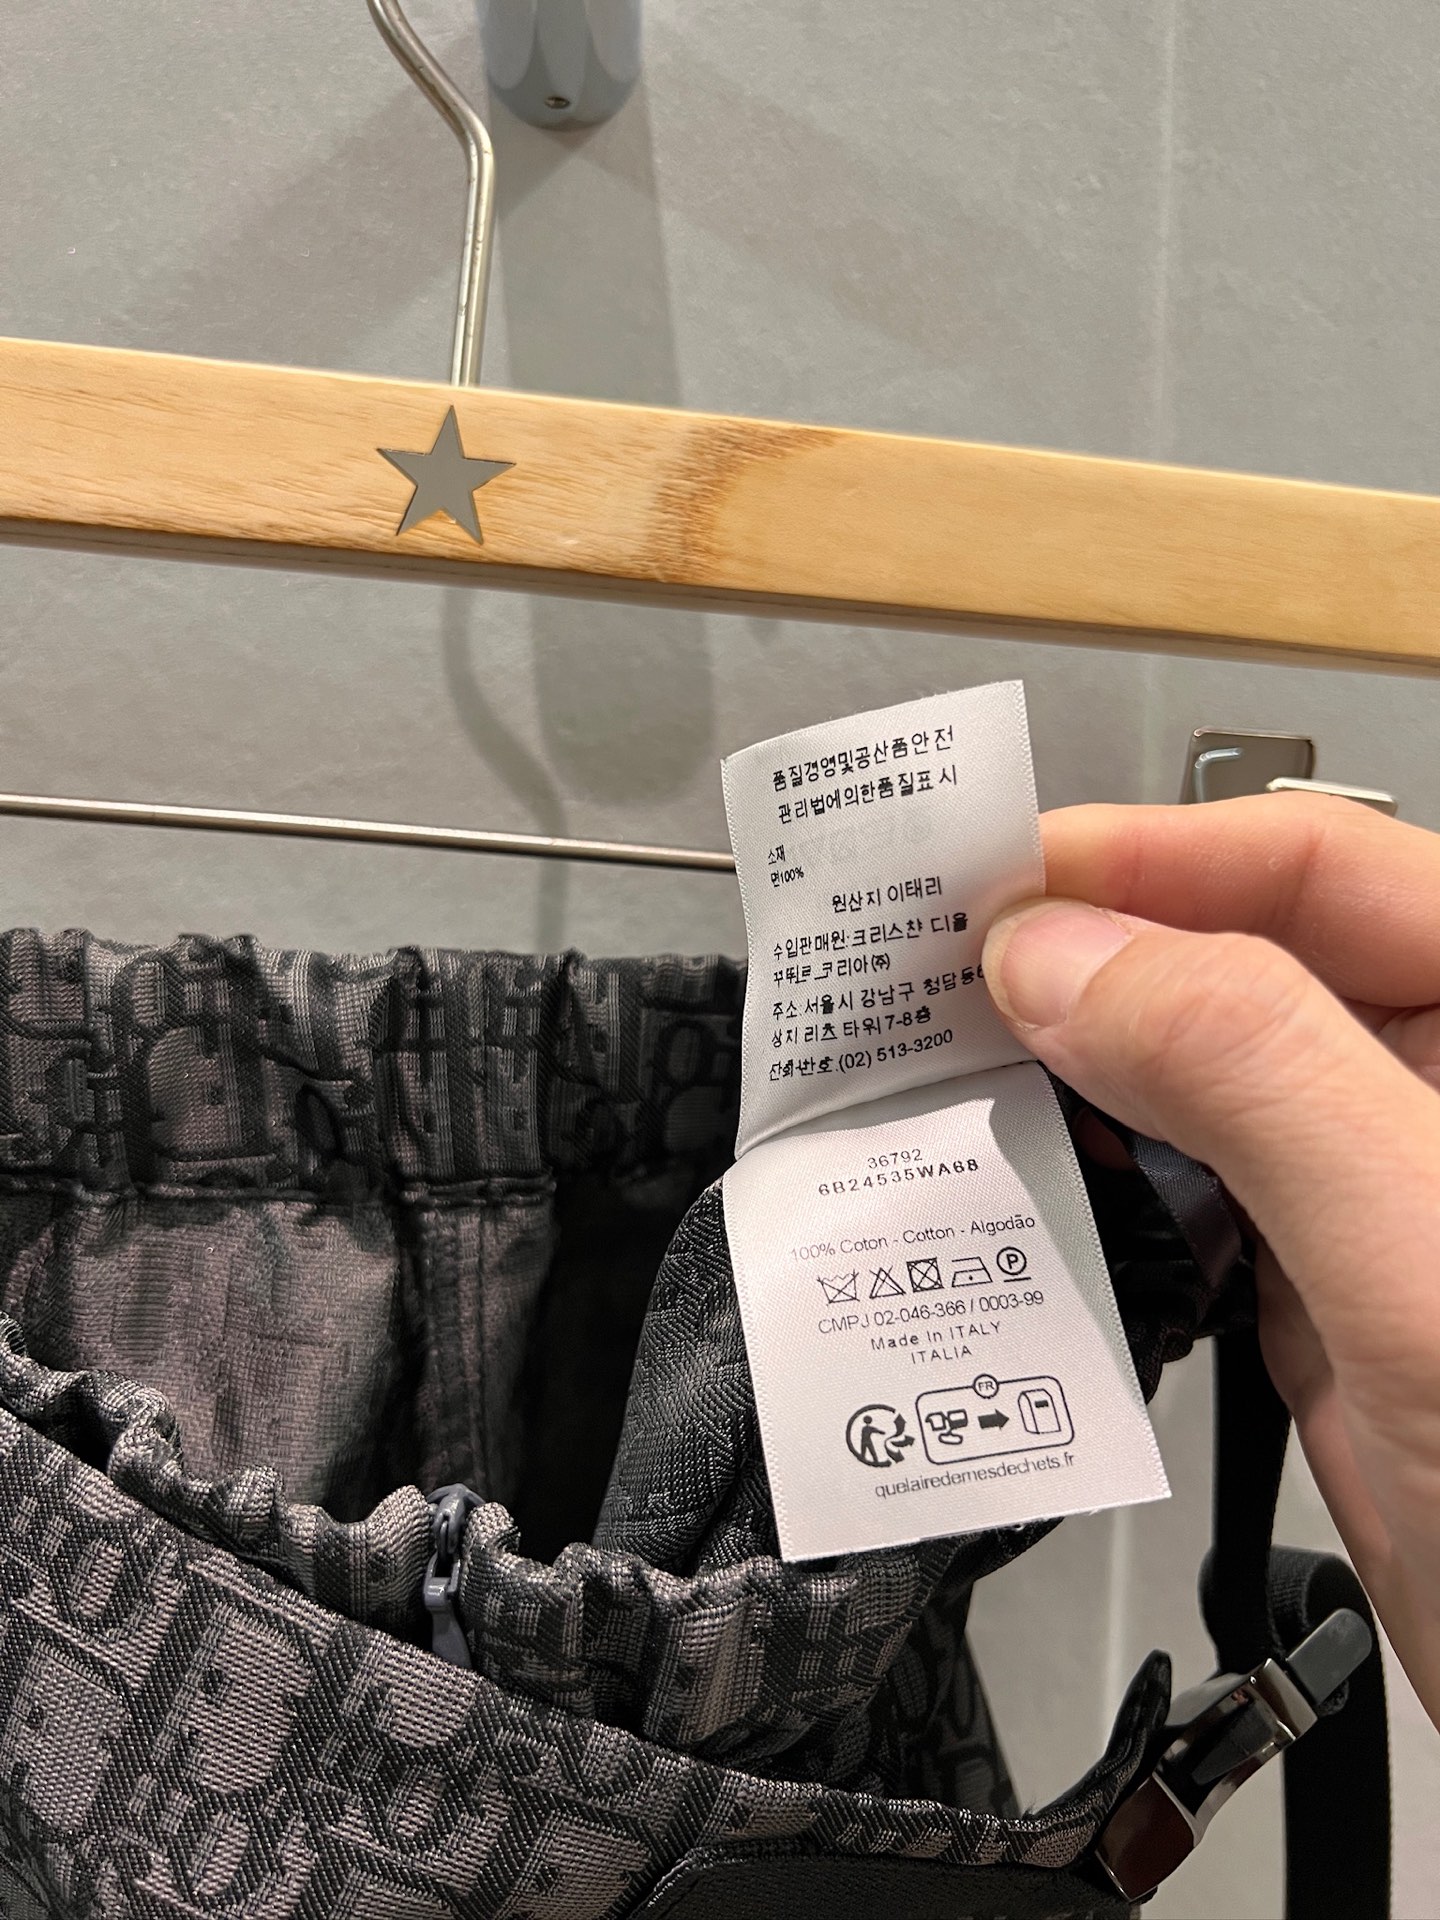 품질경영및공산품안전
관리법에의한품질표시
소재
면100%
원산지 이태리
수입판매원:크리스챤 디올
꾸뛰르 코리아㈜
주소:서울시 강남구 청담동
상지 리츠 타워7-8층
전화번호:(02) 513-3200
36792
6B24535WA68
100% Coton - Cotton - Algodão
P
CMPJ 02-046-366 / 0003-99
Made In ITALY
ITALIA
FR
quelairedemesdechets.fr